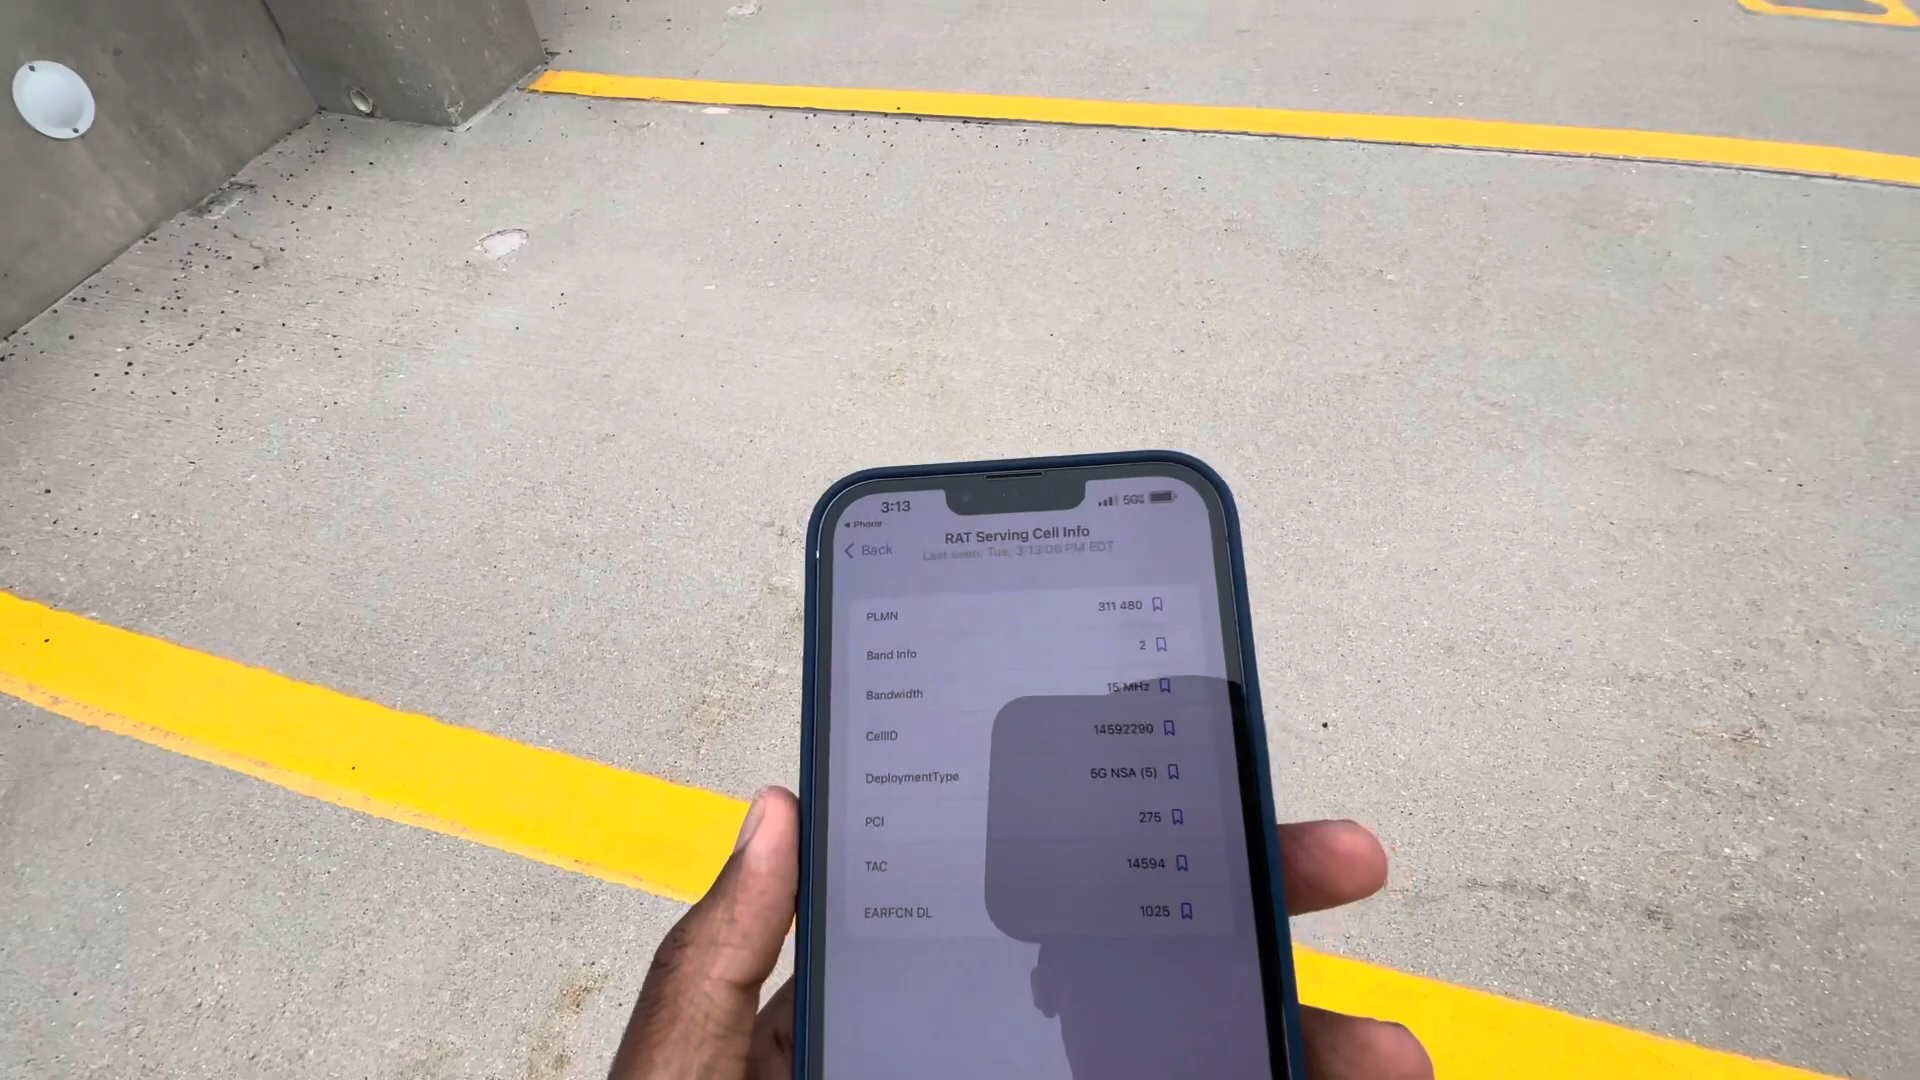 3:13
5G
◀ Phone
Back
RAT Serving Cell Info
Last seen: Tue, 3:13:06 PM EDT
PLMN 311 480
Band Info 2
Bandwidth 15 MHz
CellID 14592290
DeploymentType 5G NSA (5)
PCI 275
TAC 14594
EARFCN DL 1025